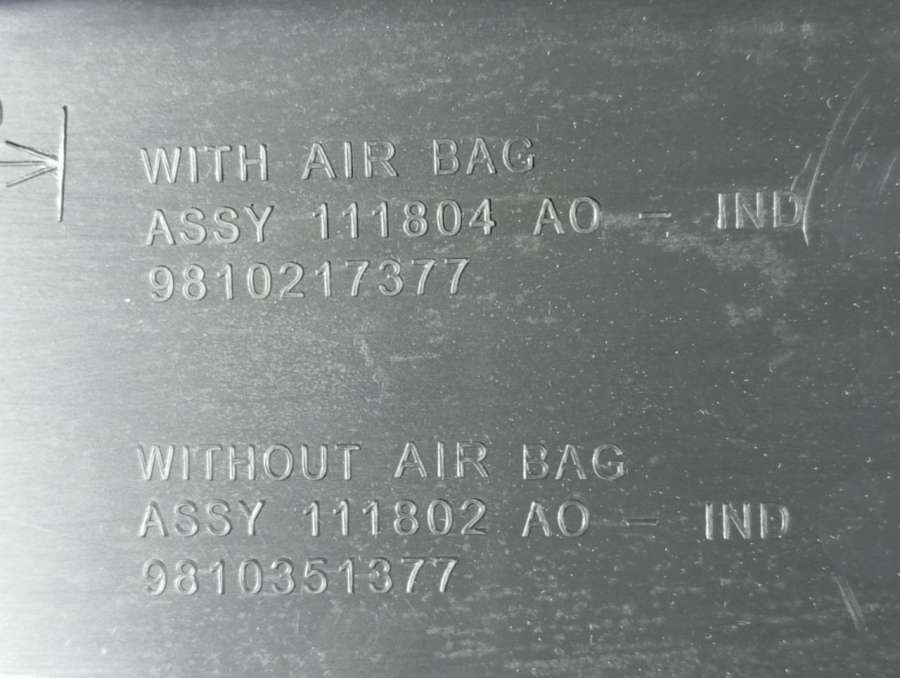 WITH AIR BAG
ASSY 111804 AO - IND
9810217377
WITHOUT AIR BAG
ASSY 111802 AO - IND
9810351377